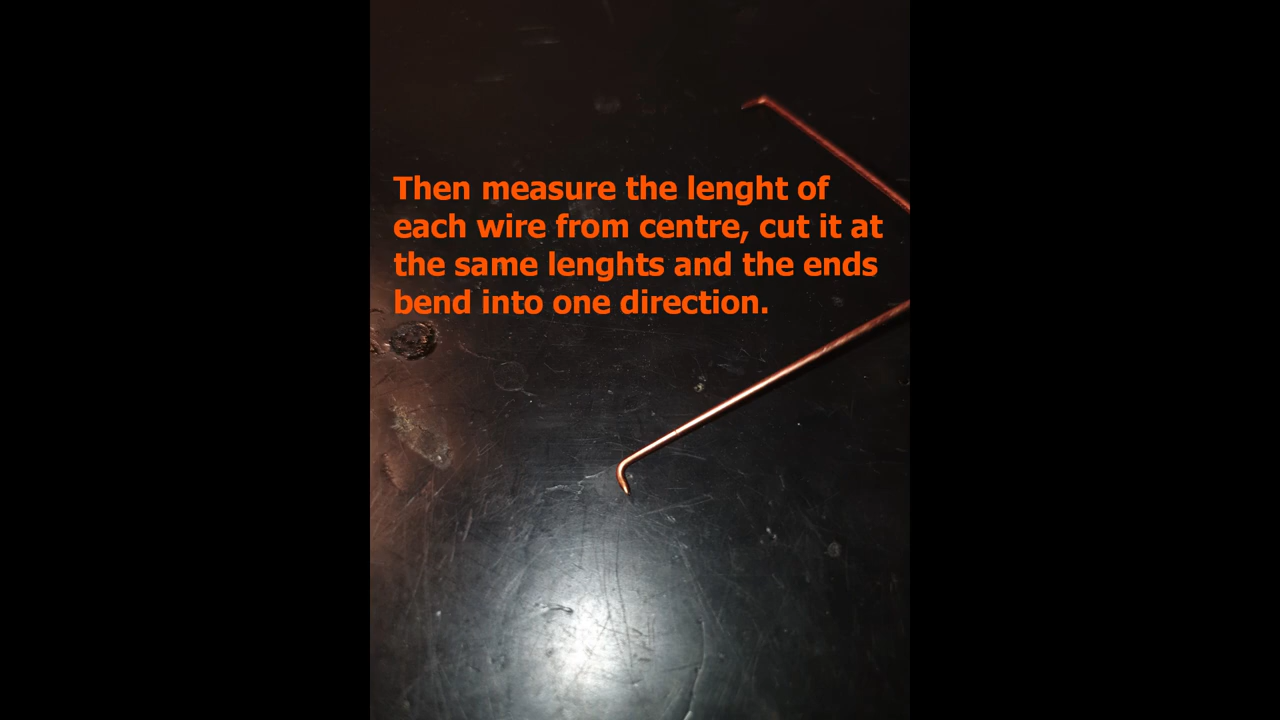 Then measure the lenght of
each wire from centre, cut it at
the same lenghts and the ends
bend into one direction.